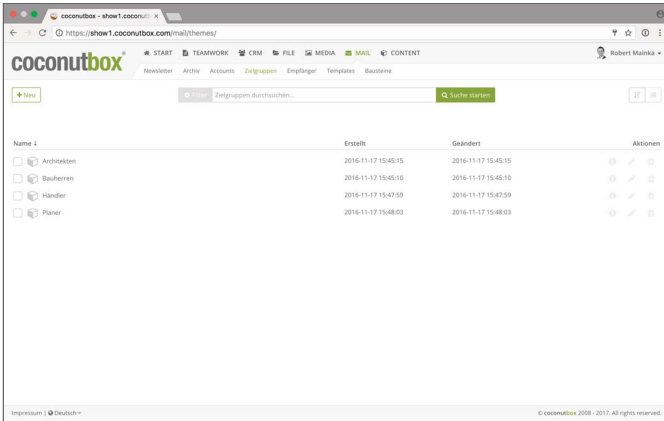 coconutbox - show1.coconutb
https://show1.coconutbox.com/mail/themes/
coconutbox
START TEAMWORK CRM FILE MEDIA MAIL CONTENT
Robert Mainka
Newsletter Archiv Accounts Zielgruppen Empfänger Templates Bausteine
+ Neu
Filter Zielgruppen durchsuchen... Suche starten
Name ↓ Erstellt Geändert Aktionen
Architekten 2016-11-17 15:45:15 2016-11-17 15:45:15
Bauherren 2016-11-17 15:45:10 2016-11-17 15:45:10
Händler 2016-11-17 15:47:59 2016-11-17 15:47:59
Planer 2016-11-17 15:48:03 2016-11-17 15:48:03
Impressum | Deutsch
© coconutbox 2008 - 2017. All rights reserved.